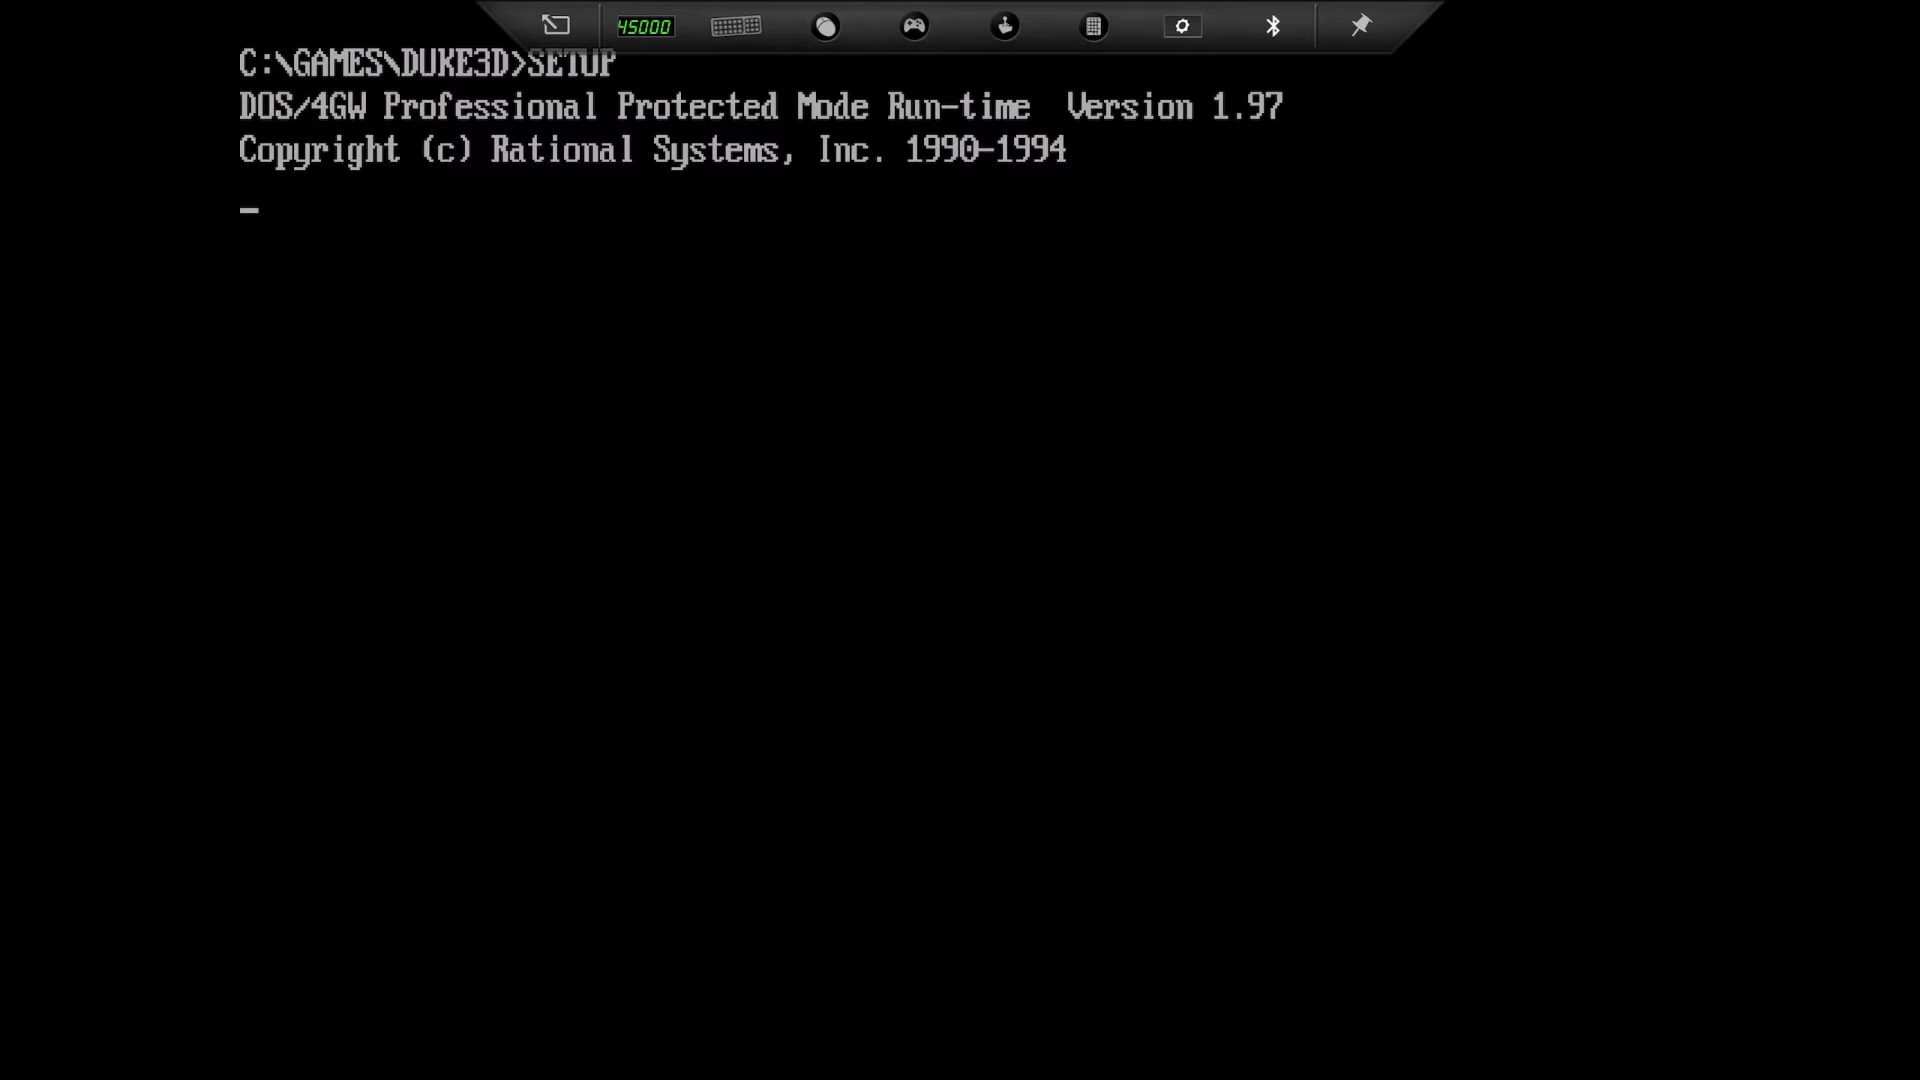 45000
C:\GAMES\DUKE3D>SETUP
DOS/4GW Professional Protected Mode Run-time  Version 1.97
Copyright (c) Rational Systems, Inc. 1990-1994